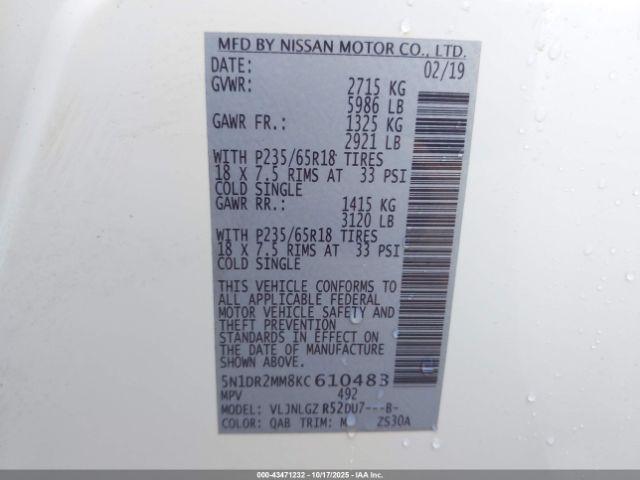 MFD BY NISSAN MOTOR CO., LTD.
DATE: 02/19
GVWR: 2715 KG
5986 LB
GAWR FR.: 1325 KG
2921 LB
WITH P235/65R18 TIRES
18 X 7.5 RIMS AT 33 PSI
COLD SINGLE
GAWR RR.: 1415 KG
3120 LB
WITH P235/65R18 TIRES
18 X 7.5 RIMS AT 33 PSI
COLD SINGLE
THIS VEHICLE CONFORMS TO
ALL APPLICABLE FEDERAL
MOTOR VEHICLE SAFETY AND
THEFT PREVENTION
STANDARDS IN EFFECT ON
THE DATE OF MANUFACTURE
SHOWN ABOVE.
5N1DR2MM8KC610483
MPV 492
MODEL: VLJNLGZ R52DU7---B-
COLOR: QAB TRIM: ZS30A
000-43471232 - 10/17/2025 - IAA Inc.